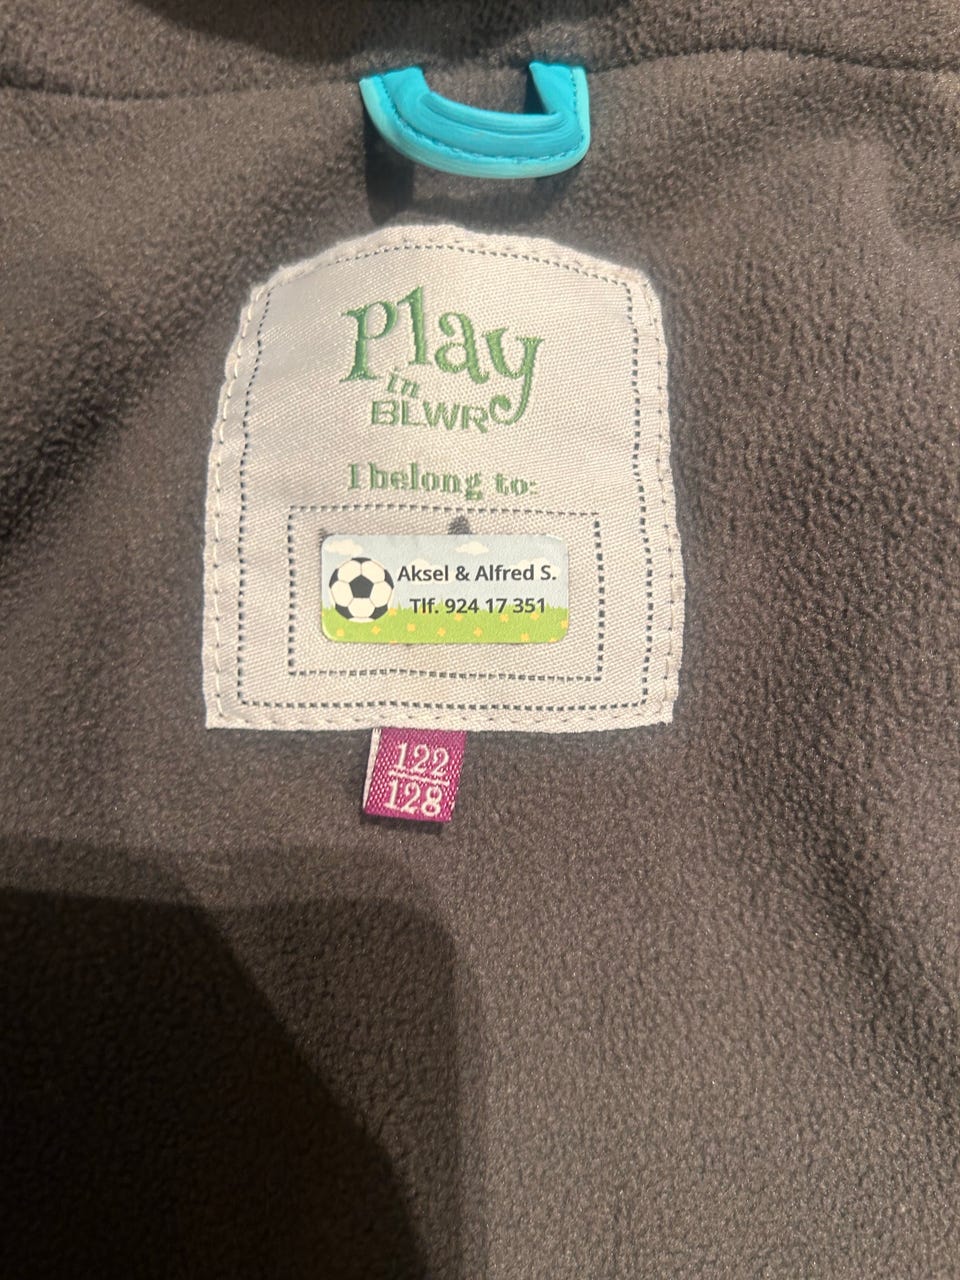 Play
in
BLWR
I belong to:
Aksel & Alfred S.
Tlf. 924 17 351
122
128